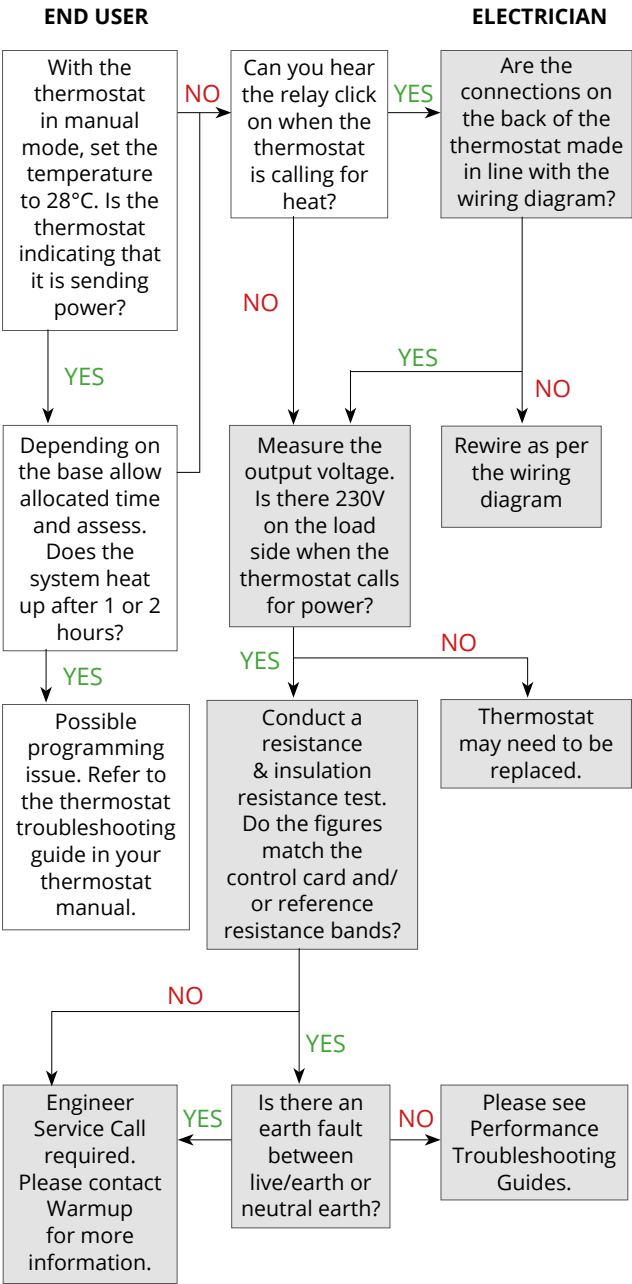 END USER
ELECTRICIAN
With the
thermostat
in manual
mode, set the
temperature
to 28°C. Is the
thermostat
indicating that
it is sending
power?
NO
Can you hear
the relay click
on when the
thermostat
is calling for
heat?
YES
Are the
connections on
the back of the
thermostat made
in line with the
wiring diagram?
NO
YES
YES
NO
Depending on
the base allow
allocated time
and assess.
Does the
system heat
up after 1 or 2
hours?
Measure the
output voltage.
Is there 230V
on the load
side when the
thermostat calls
for power?
Rewire as per
the wiring
diagram
YES
YES
NO
Possible
programming
issue. Refer to
the thermostat
troubleshooting
guide in your
thermostat
manual.
Conduct a
resistance
& insulation
resistance test.
Do the figures
match the
control card and/
or reference
resistance bands?
Thermostat
may need to be
replaced.
NO
YES
Engineer
Service Call
required.
Please contact
Warmup
for more
information.
YES
Is there an
earth fault
between
live/earth or
neutral earth?
NO
Please see
Performance
Troubleshooting
Guides.